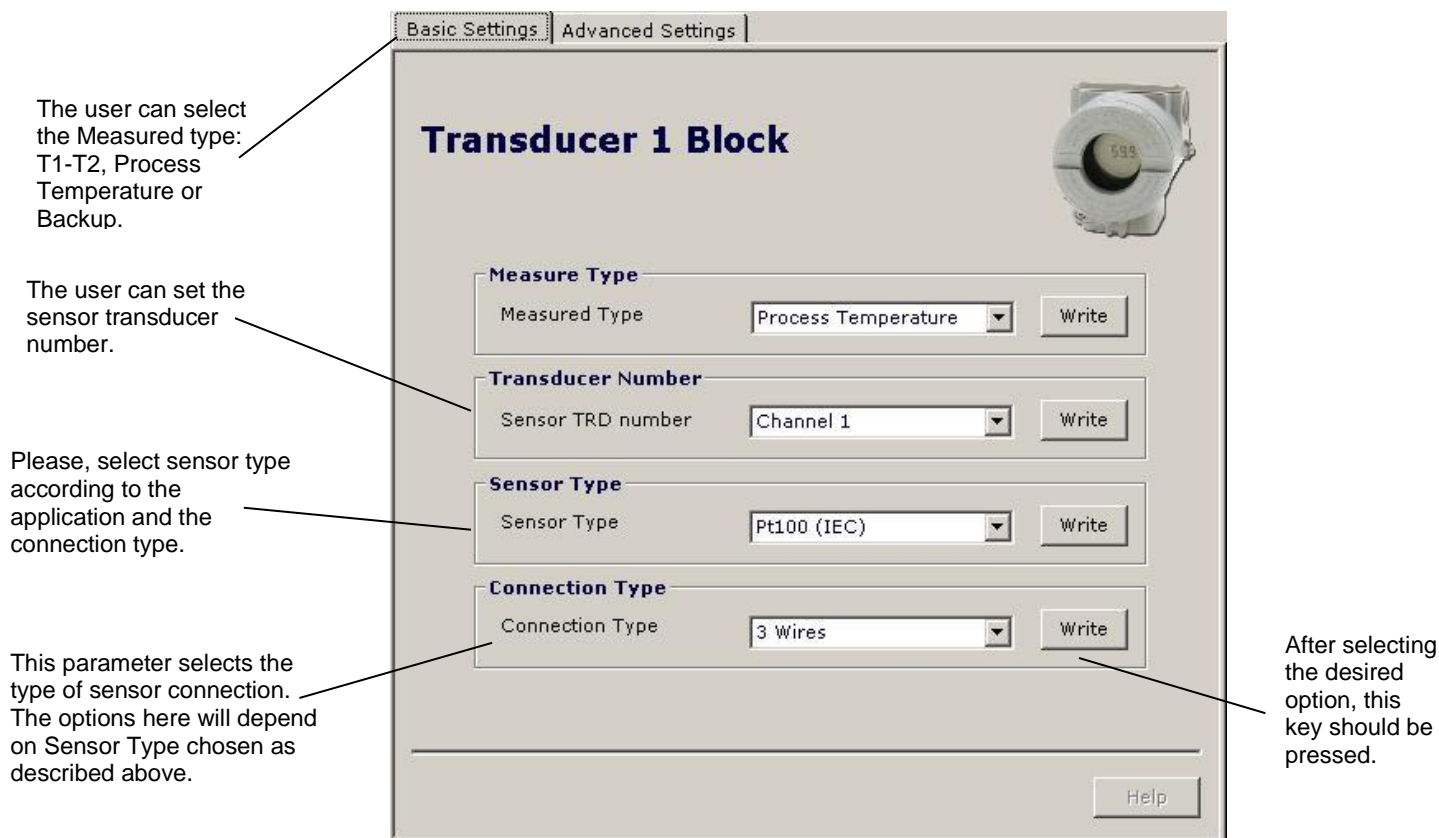 Basic Settings
Advanced Settings
The user can select
the Measured type:
T1-T2, Process
Temperature or
Backup.
Transducer 1 Block
599
The user can set the
sensor transducer
number.
Measure Type
Measured Type
Process Temperature
Write
Transducer Number
Sensor TRD number
Channel 1
Write
Please, select sensor type
according to the
application and the
connection type.
Sensor Type
Sensor Type
Pt100 (IEC)
Write
Connection Type
Connection Type
3 Wires
Write
This parameter selects the
type of sensor connection.
The options here will depend
on Sensor Type chosen as
described above.
After selecting
the desired
option, this
key should be
pressed.
Help